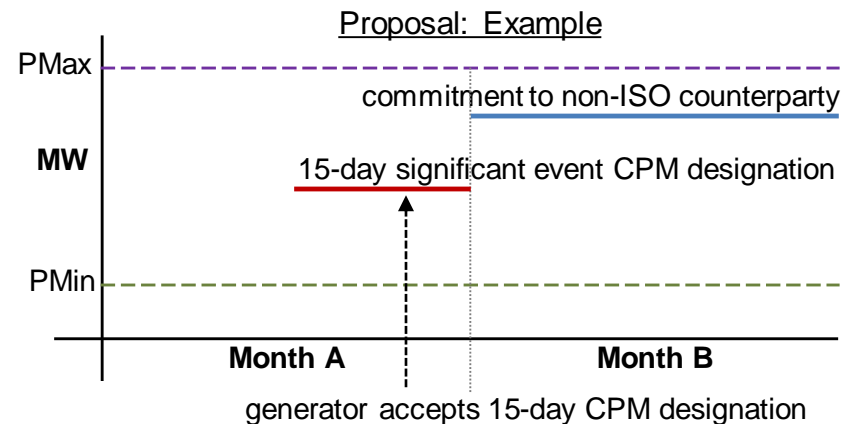 Proposal: Example
PMax
commitment to non-ISO counterparty
MW
15-day significant event CPM designation
PMin
Month A
Month B
generator accepts 15-day CPM designation